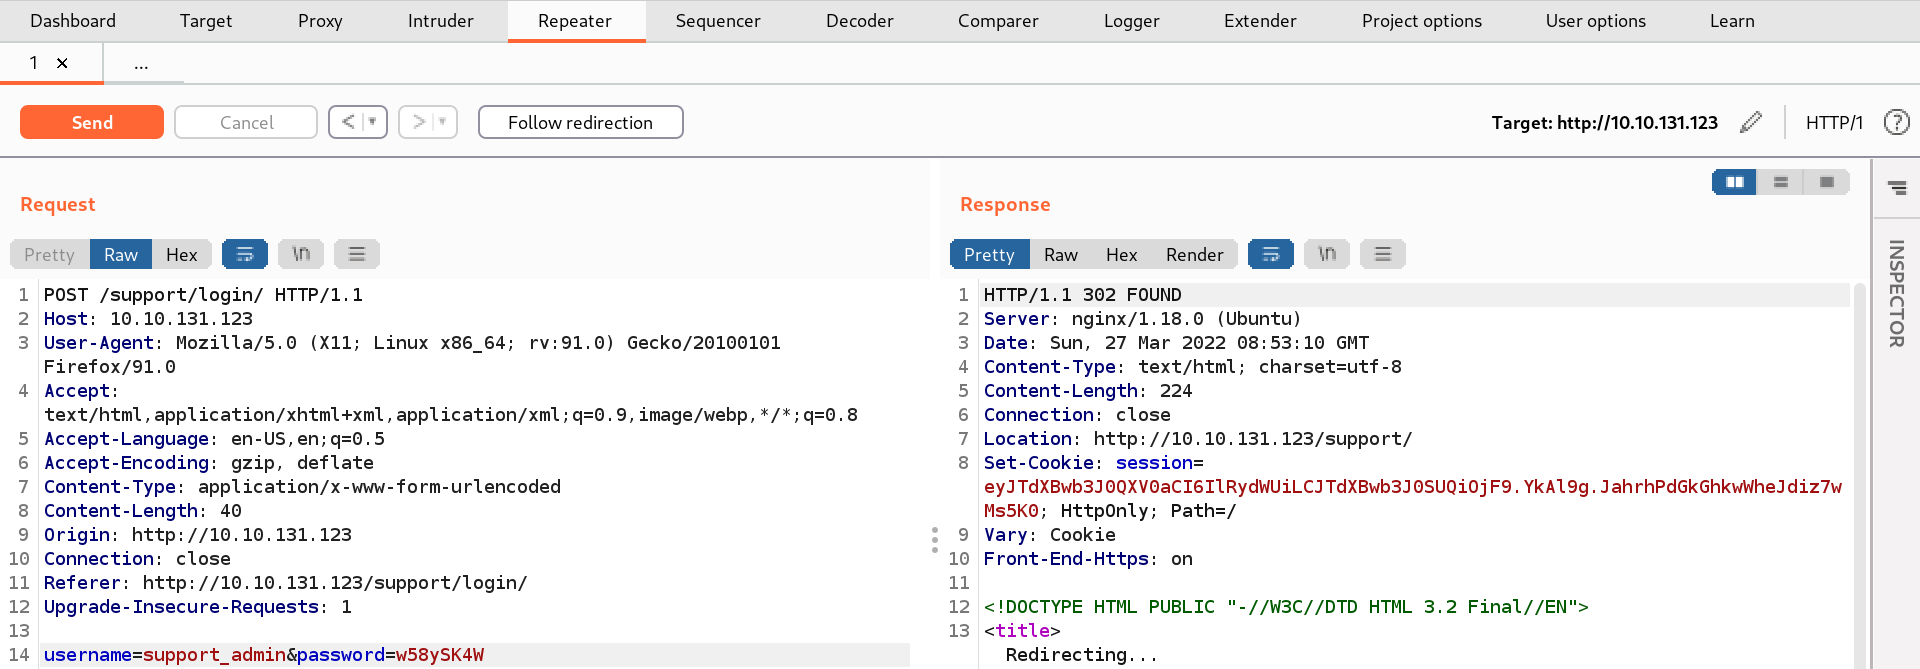 Dashboard Target Proxy Intruder Repeater Sequencer Decoder Comparer Logger Extender Project options User options Learn
1 × ...
Send Cancel < > Follow redirection Target: http://10.10.131.123 HTTP/1 ?
Request
Pretty Raw Hex \n
1 POST /support/login/ HTTP/1.1
2 Host: 10.10.131.123
3 User-Agent: Mozilla/5.0 (X11; Linux x86_64; rv:91.0) Gecko/20100101
Firefox/91.0
4 Accept:
text/html,application/xhtml+xml,application/xml;q=0.9,image/webp,*/*;q=0.8
5 Accept-Language: en-US,en;q=0.5
6 Accept-Encoding: gzip, deflate
7 Content-Type: application/x-www-form-urlencoded
8 Content-Length: 40
9 Origin: http://10.10.131.123
10 Connection: close
11 Referer: http://10.10.131.123/support/login/
12 Upgrade-Insecure-Requests: 1
13
14 username=support_admin&password=w58ySK4W
Response
Pretty Raw Hex Render \n
1 HTTP/1.1 302 FOUND
2 Server: nginx/1.18.0 (Ubuntu)
3 Date: Sun, 27 Mar 2022 08:53:10 GMT
4 Content-Type: text/html; charset=utf-8
5 Content-Length: 224
6 Connection: close
7 Location: http://10.10.131.123/support/
8 Set-Cookie: session=
eyJTdXBwb3J0QXV0aCI6IlRydWUiLCJTdXBwb3J0SUQiOjF9.YkAl9g.JahrhPdGkGhkwWheJdiz7w
Ms5K0; HttpOnly; Path=/
9 Vary: Cookie
10 Front-End-Https: on
11
12 <!DOCTYPE HTML PUBLIC "-//W3C//DTD HTML 3.2 Final//EN">
13 <title>
Redirecting...
INSPECTOR